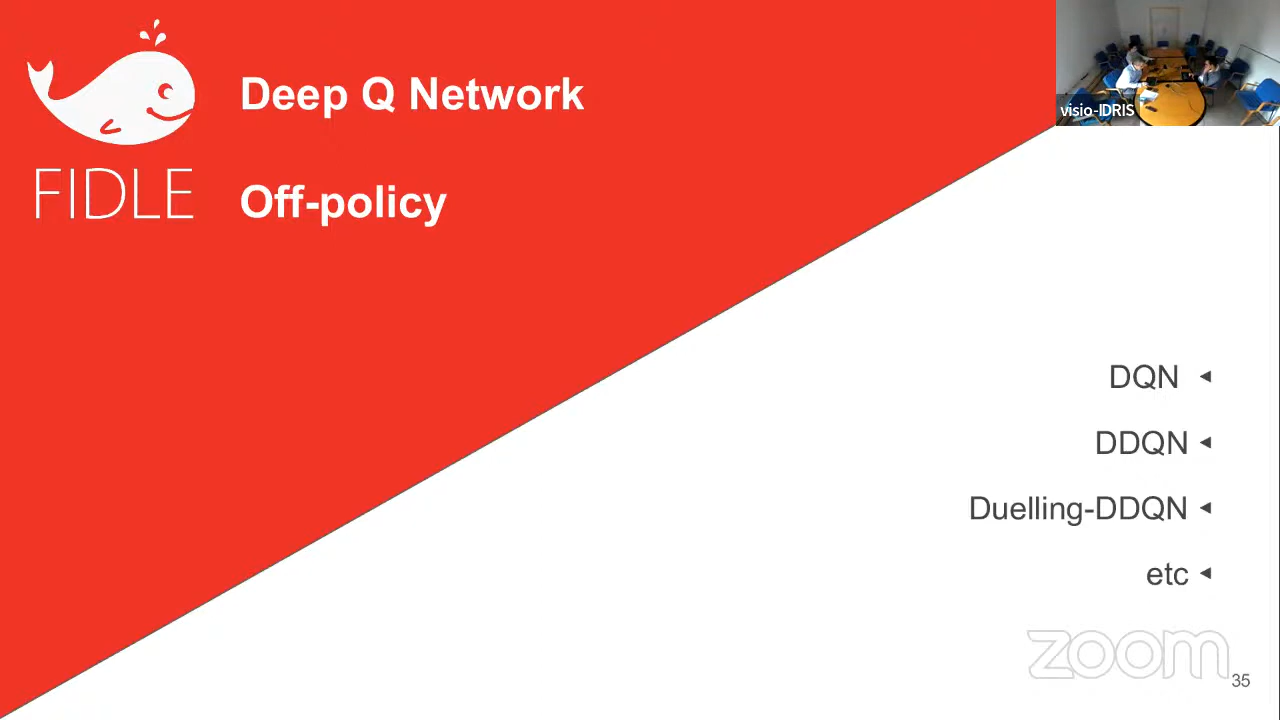 Deep Q Network
FIDLE
Off-policy
visio-IDRIS
DQN
DDQN
Duelling-DDQN
etc
zoom
35